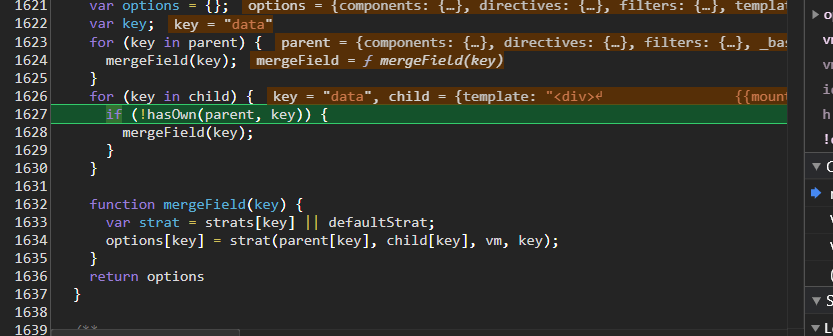 1621 var options = {}; options = {components: {…}, directives: {…}, filters: {…}, templat
1622 var key; key = "data"
1623 for (key in parent) { parent = {components: {…}, directives: {…}, filters: {…}, _bas
1624 mergeField(key); mergeField = ƒ mergeField(key)
1625 }
1626 for (key in child) { key = "data", child = {template: "<div>↵ {{mount
1627 if (!hasOwn(parent, key)) {
1628 mergeField(key);
1629 }
1630 }
1631
1632 function mergeField(key) {
1633 var strat = strats[key] || defaultStrat;
1634 options[key] = strat(parent[key], child[key], vm, key);
1635 }
1636 return options
1637 }
1638
1639 /**